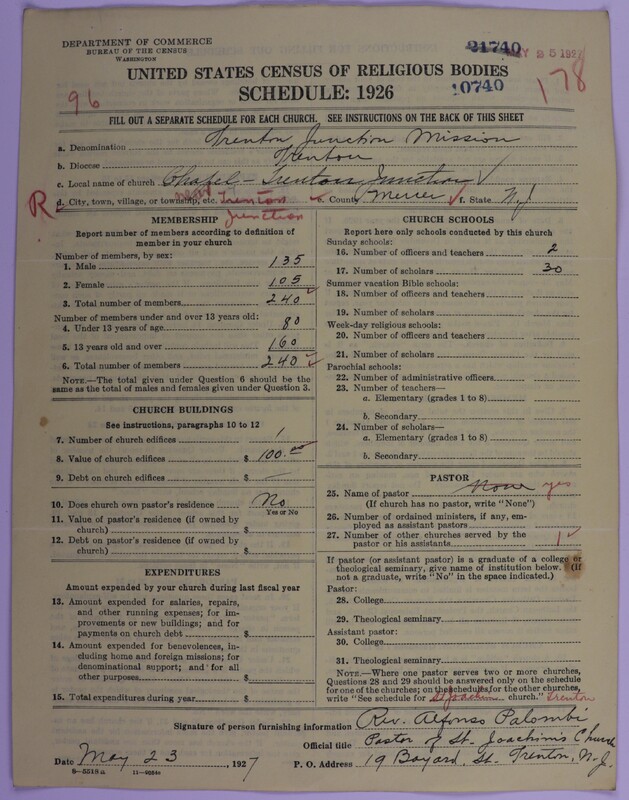 DEPARTMENT OF COMMERCE
BUREAU OF THE CENSUS
WASHINGTON
21740
MAY 25 192
UNITED STATES CENSUS OF RELIGIOUS BODIES
SCHEDULE: 1926
96
10740
178
FILL OUT A SEPARATE SCHEDULE FOR EACH CHURCH. SEE INSTRUCTIONS ON THE BACK OF THIS SHEET
a. Denomination Trenton Junction Mission
b. Diocese Trenton
c. Local name of church Chapel - Trenton Junction ✓
R d. City, town, village, or township, etc. near Trenton Junction e. County Mercer ✓ f. State N.J.
MEMBERSHIP
Report number of members according to definition of
member in your church
Number of members, by sex:
1. Male 135
2. Female 105
3. Total number of members 240 ✓
Number of members under and over 13 years old:
4. Under 13 years of age 80
5. 13 years old and over 160
6. Total number of members 240 ✓
NOTE.—The total given under Question 6 should be the
same as the total of males and females given under Question 3.
CHURCH BUILDINGS
See instructions, paragraphs 10 to 12
7. Number of church edifices 1
8. Value of church edifices $ 100.00
9. Debt on church edifices $ —
10. Does church own pastor's residence No
Yes or No
11. Value of pastor's residence (if owned by
church) $
12. Debt on pastor's residence (if owned by
church) $
EXPENDITURES
Amount expended by your church during last fiscal year
13. Amount expended for salaries, repairs,
and other running expenses; for im-
provements or new buildings; and for
payments on church debt $
14. Amount expended for benevolences, in-
cluding home and foreign missions; for
denominational support; and for all
other purposes $
15. Total expenditures during year $
CHURCH SCHOOLS
Report here only schools conducted by this church
Sunday schools:
16. Number of officers and teachers 2
17. Number of scholars 30
Summer vacation Bible schools:
18. Number of officers and teachers
19. Number of scholars
Week-day religious schools:
20. Number of officers and teachers
21. Number of scholars
Parochial schools:
22. Number of administrative officers
23. Number of teachers—
a. Elementary (grades 1 to 8)
b. Secondary
24. Number of scholars—
a. Elementary (grades 1 to 8)
b. Secondary
PASTOR
25. Name of pastor None yes
(If church has no pastor, write "None")
26. Number of ordained ministers, if any, em-
ployed as assistant pastors
27. Number of other churches served by the
pastor or his assistants 1 ✓
If pastor (or assistant pastor) is a graduate of a college or
theological seminary, give name of institution below. (If
not a graduate, write "No" in the space indicated.)
Pastor:
28. College
29. Theological seminary
Assistant pastor:
30. College
31. Theological seminary
NOTE.—Where one pastor serves two or more churches,
Questions 28 and 29 should be answered only on the schedule
for one of the churches; on the schedules for the other churches,
write "See schedule for St Joachim church." Trenton
Signature of person furnishing information Rev. Alfonso Palombi
Official title Pastor of St. Joachim's Church
Date May 23, 1927 P. O. Address 19 Bayard St. Trenton, N.J.
8—5518a 11—9954a